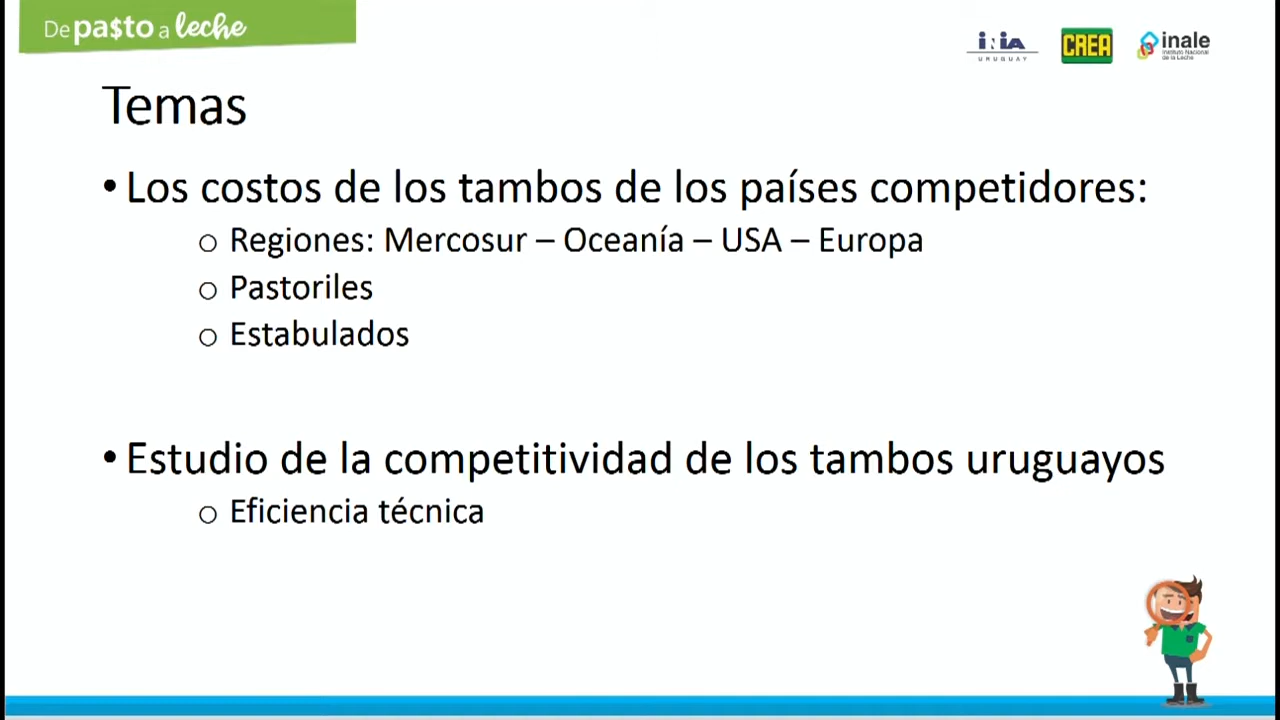 De pa$to a leche
INIA
URUGUAY
CREA
inale
Instituto Nacional
de la Leche
Temas
• Los costos de los tambos de los países competidores:
o Regiones: Mercosur – Oceanía – USA – Europa
o Pastoriles
o Estabulados
• Estudio de la competitividad de los tambos uruguayos
o Eficiencia técnica